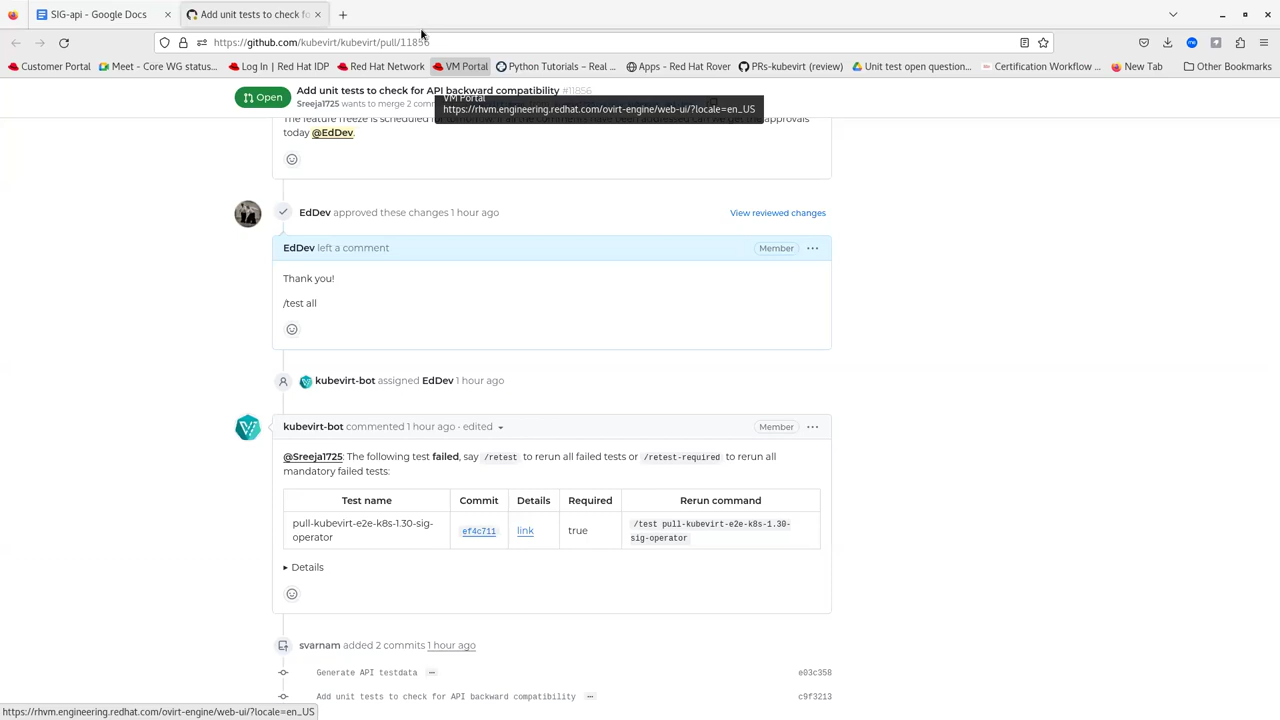 SIG-api - Google Docs
Add unit tests to check fo
https://github.com/kubevirt/kubevirt/pull/11856
Customer Portal
Meet - Core WG status...
Log In | Red Hat IDP
Red Hat Network
VM Portal
Python Tutorials – Real ...
Apps - Red Hat Rover
PRs-kubevirt (review)
Unit test open question...
Certification Workflow ...
New Tab
Other Bookmarks
Open
Add unit tests to check for API backward compatibility #11856
Sreeja1725 wants to merge 2 comm
VM Portal
https://rhvm.engineering.redhat.com/ovirt-engine/web-ui/?locale=en_US
today @EdDev.
EdDev approved these changes 1 hour ago
View reviewed changes
EdDev left a comment
Member
Thank you!
/test all
kubevirt-bot assigned EdDev 1 hour ago
kubevirt-bot commented 1 hour ago · edited
Member
@Sreeja1725: The following test failed, say /retest to rerun all failed tests or /retest-required to rerun all
mandatory failed tests:
Test name Commit Details Required Rerun command
pull-kubevirt-e2e-k8s-1.30-sig-
operator
ef4c711
link
true
/test pull-kubevirt-e2e-k8s-1.30-
sig-operator
Details
svarnam added 2 commits 1 hour ago
Generate API testdata
e03c358
Add unit tests to check for API backward compatibility
c9f3213
https://rhvm.engineering.redhat.com/ovirt-engine/web-ui/?locale=en_US